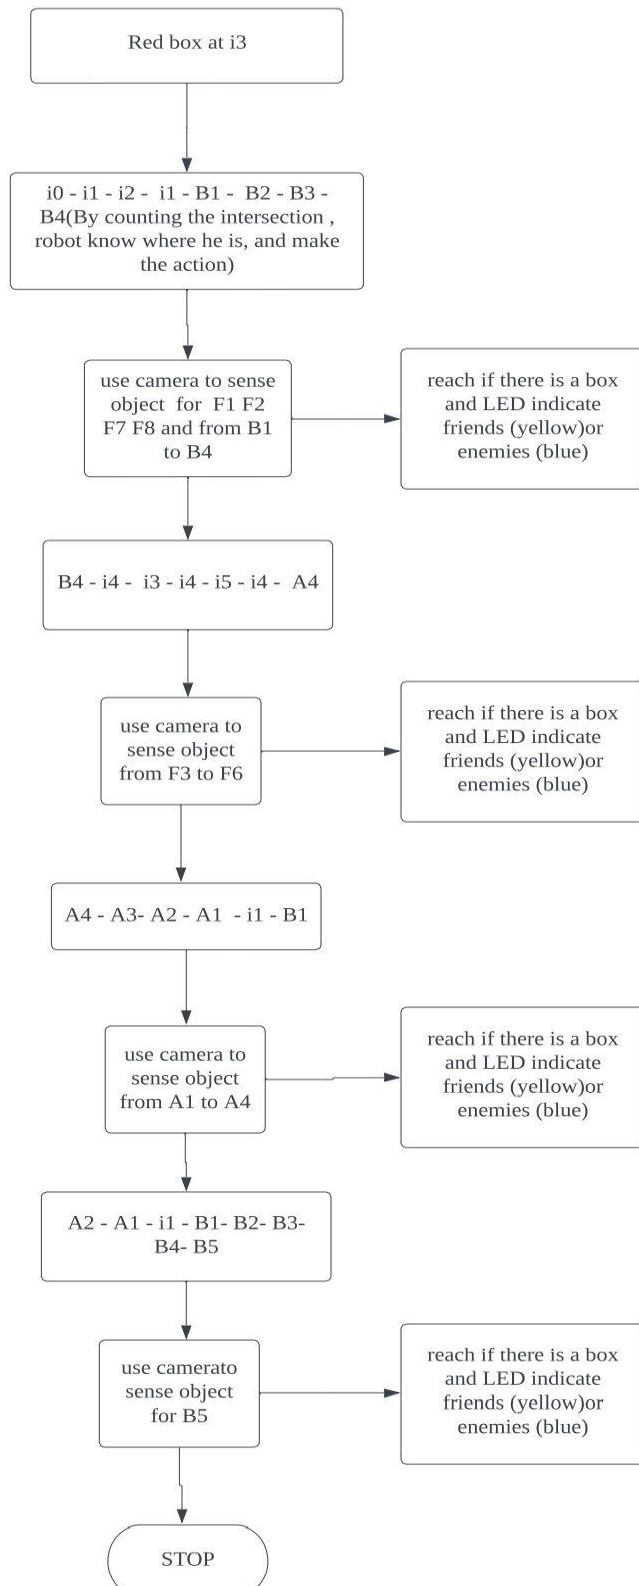 Red box at i3
i0 - i1 - i2 -  i1 - B1 -  B2 - B3 -
B4(By counting the intersection ,
robot know where he is, and make
the action)
use camera to sense
object  for  F1 F2
F7 F8 and from B1
to B4
reach if there is a box
and LED indicate
friends (yellow)or
enemies (blue)
B4 - i4 -  i3 - i4 - i5 - i4 -  A4
use camera to
sense object
from F3 to F6
reach if there is a box
and LED indicate
friends (yellow)or
enemies (blue)
A4 - A3- A2 - A1  - i1 - B1
use camera to
sense object
from A1 to A4
reach if there is a box
and LED indicate
friends (yellow)or
enemies (blue)
A2 - A1 - i1 - B1- B2- B3-
B4- B5
use camerato
sense object
for B5
reach if there is a box
and LED indicate
friends (yellow)or
enemies (blue)
STOP